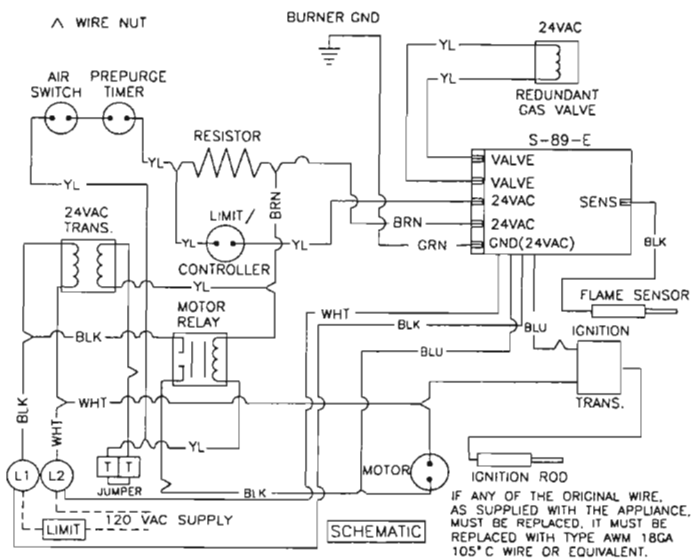 WIRE NUT
BURNER GND
24VAC
YL
YL
REDUNDANT
GAS VALVE
AIR
SWITCH
PREPURGE
TIMER
RESISTOR
S-89-E
VALVE
VALVE
24VAC
24VAC
GND(24VAC)
SENS
YL
YL
BRN
LIMIT/
CONTROLLER
YL
YL
BRN
GRN
BLK
24VAC
TRANS.
YL
MOTOR
RELAY
FLAME SENSOR
WHT
BLK
BLU
IGNITION
TRANS.
BLK
BLU
BLK
WHT
WHT
YL
L1
L2
T
T
JUMPER
MOTOR
IGNITION ROD
BLK
120 VAC SUPPLY
LIMIT
SCHEMATIC
IF ANY OF THE ORIGINAL WIRE,
AS SUPPLIED WITH THE APPLIANCE,
MUST BE REPLACED, IT MUST BE
REPLACED WITH TYPE AWM 18GA
105°C WIRE OR EQUIVALENT.